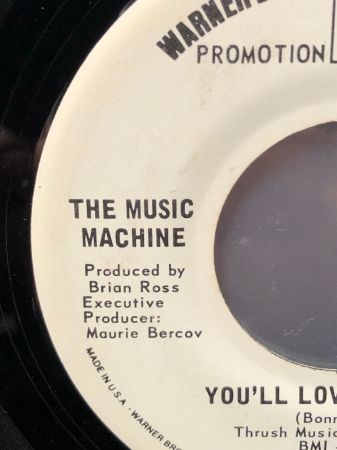 WARNER
PROMOTION
THE MUSIC
MACHINE
Produced by
Brian Ross
Executive
Producer:
Maurie Bercov
MADE IN U.S.A. · WARNER BRO
YOU'LL LOV
(Bonn
Thrush Music
BMI